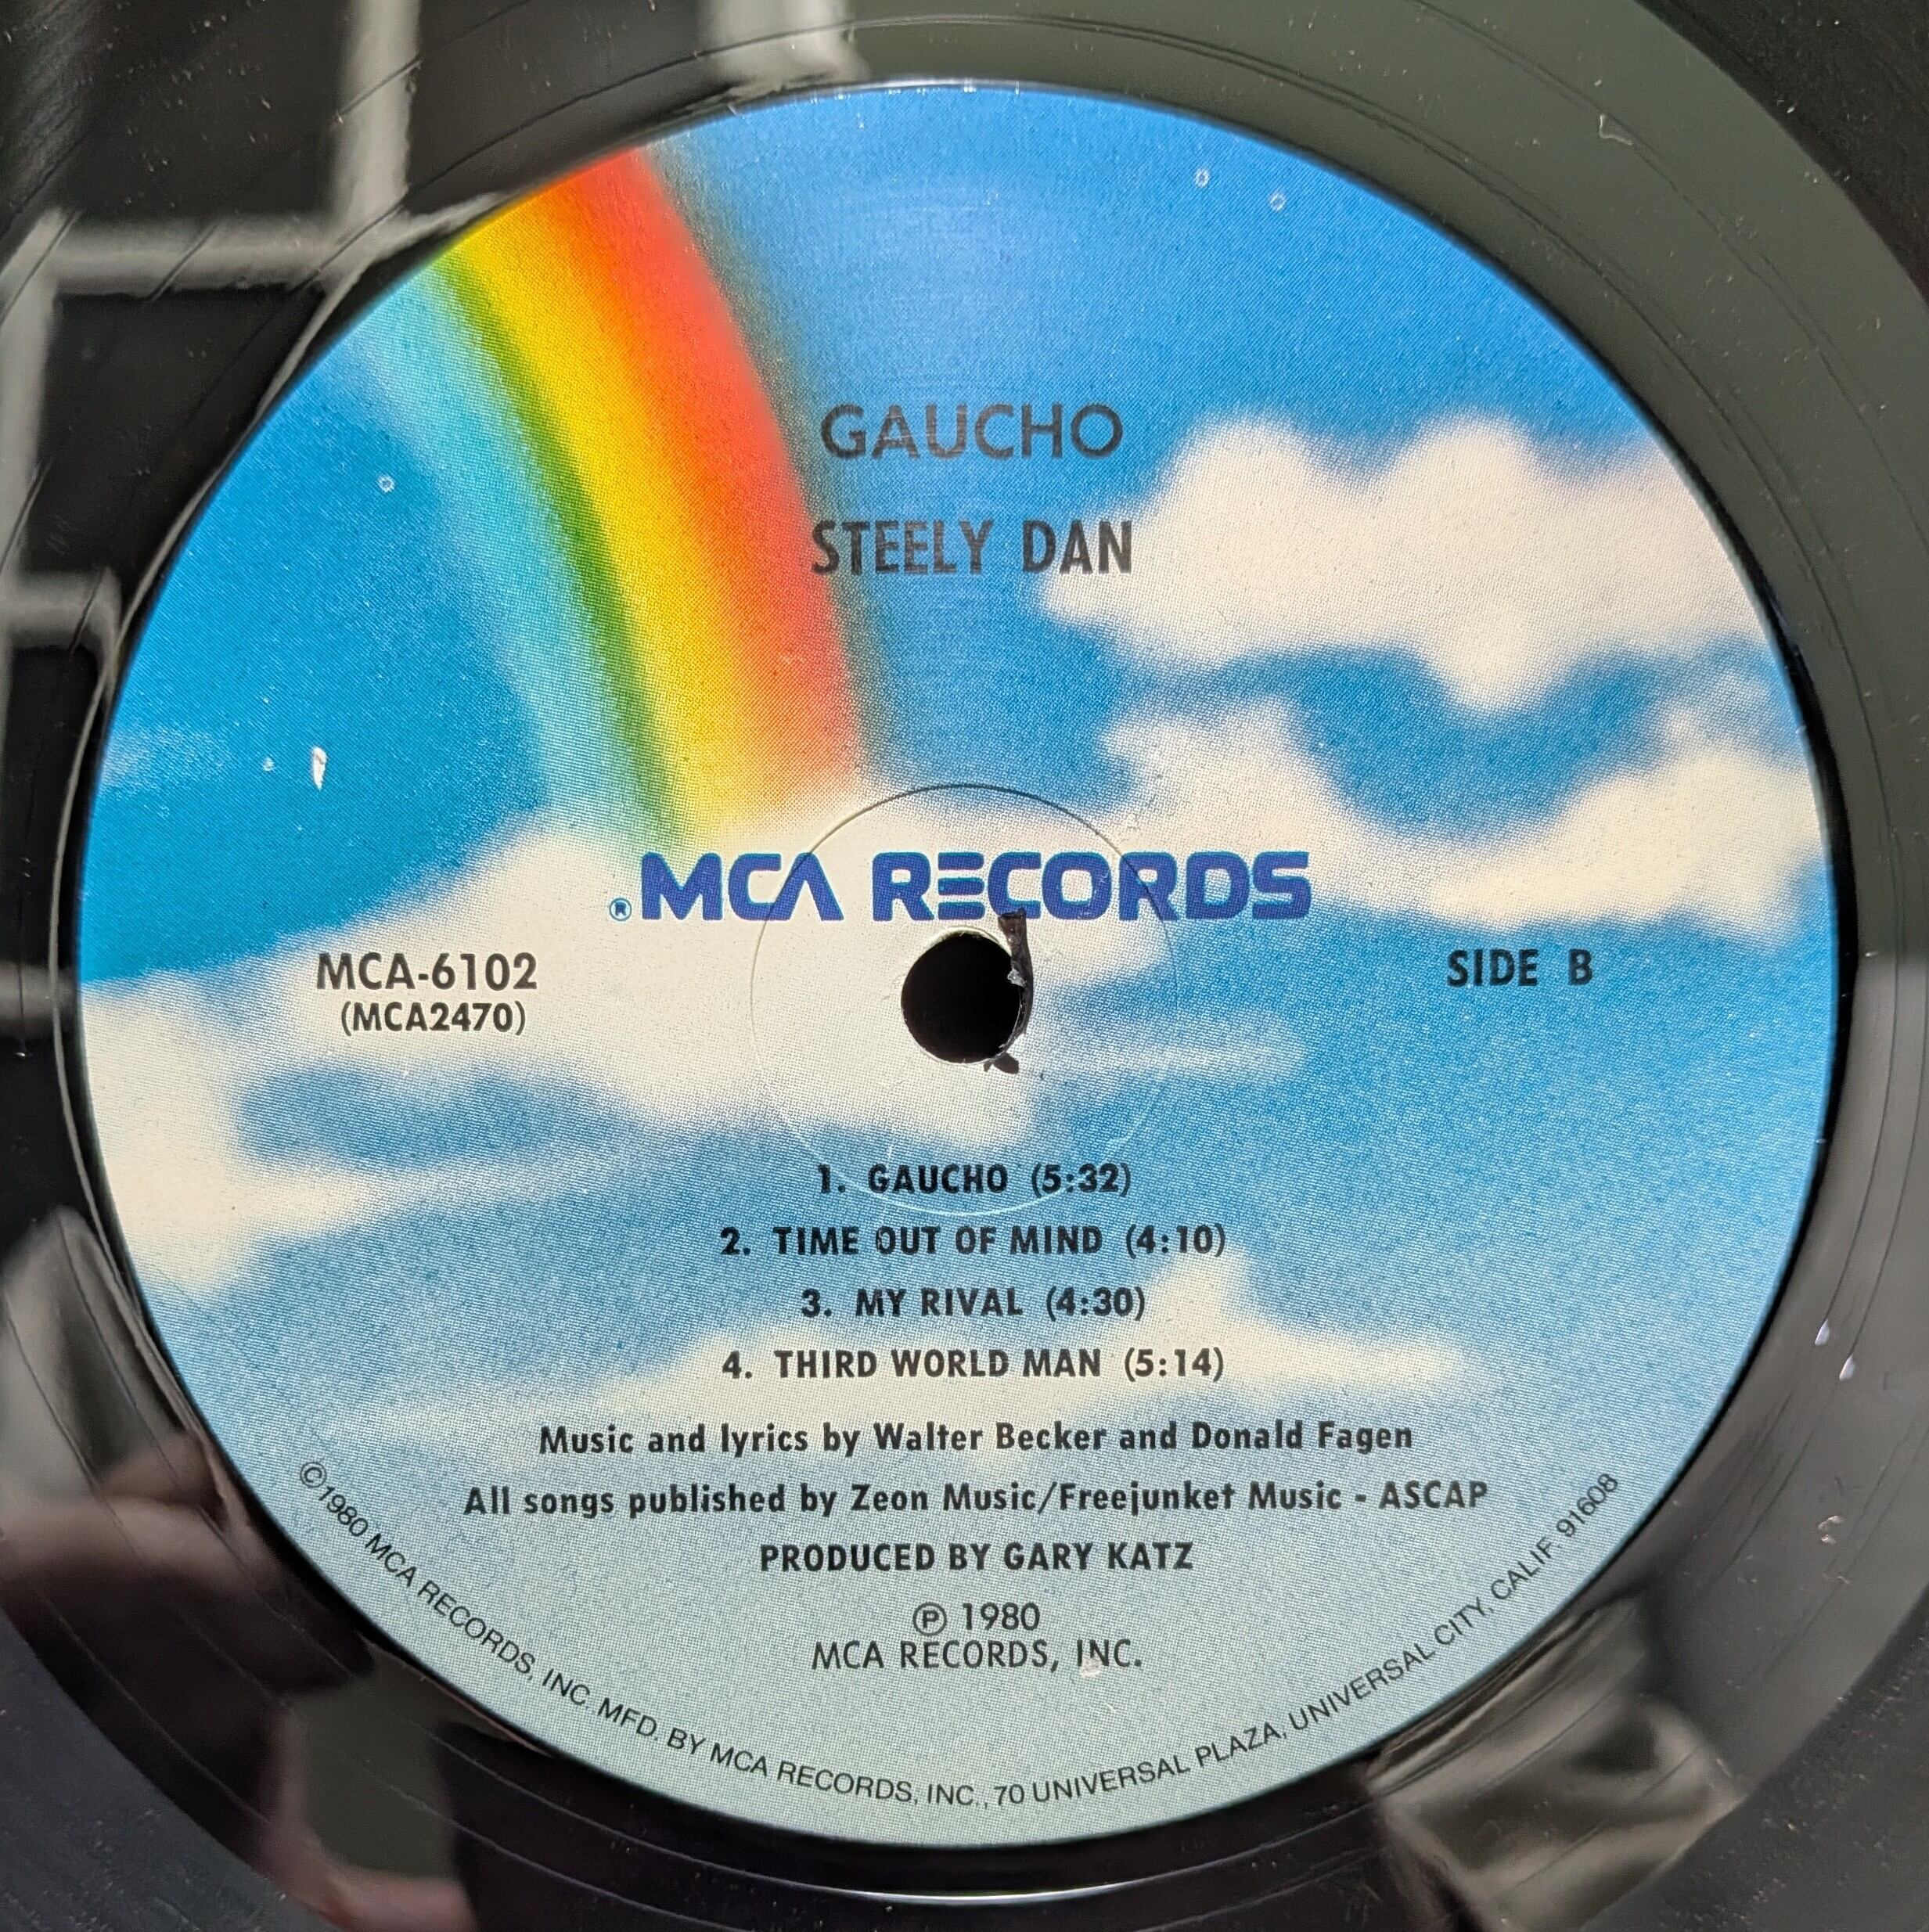 GAUCHO
STEELY DAN
®MCA RECORDS
MCA-6102
(MCA2470)
SIDE B
1. GAUCHO (5:32)
2. TIME OUT OF MIND (4:10)
3. MY RIVAL (4:30)
4. THIRD WORLD MAN (5:14)
Music and lyrics by Walter Becker and Donald Fagen
All songs published by Zeon Music/Freejunket Music - ASCAP
PRODUCED BY GARY KATZ
Ⓟ 1980
MCA RECORDS, INC.
©1980 MCA RECORDS, INC. MFD. BY MCA RECORDS, INC., 70 UNIVERSAL PLAZA, UNIVERSAL CITY, CALIF. 91608